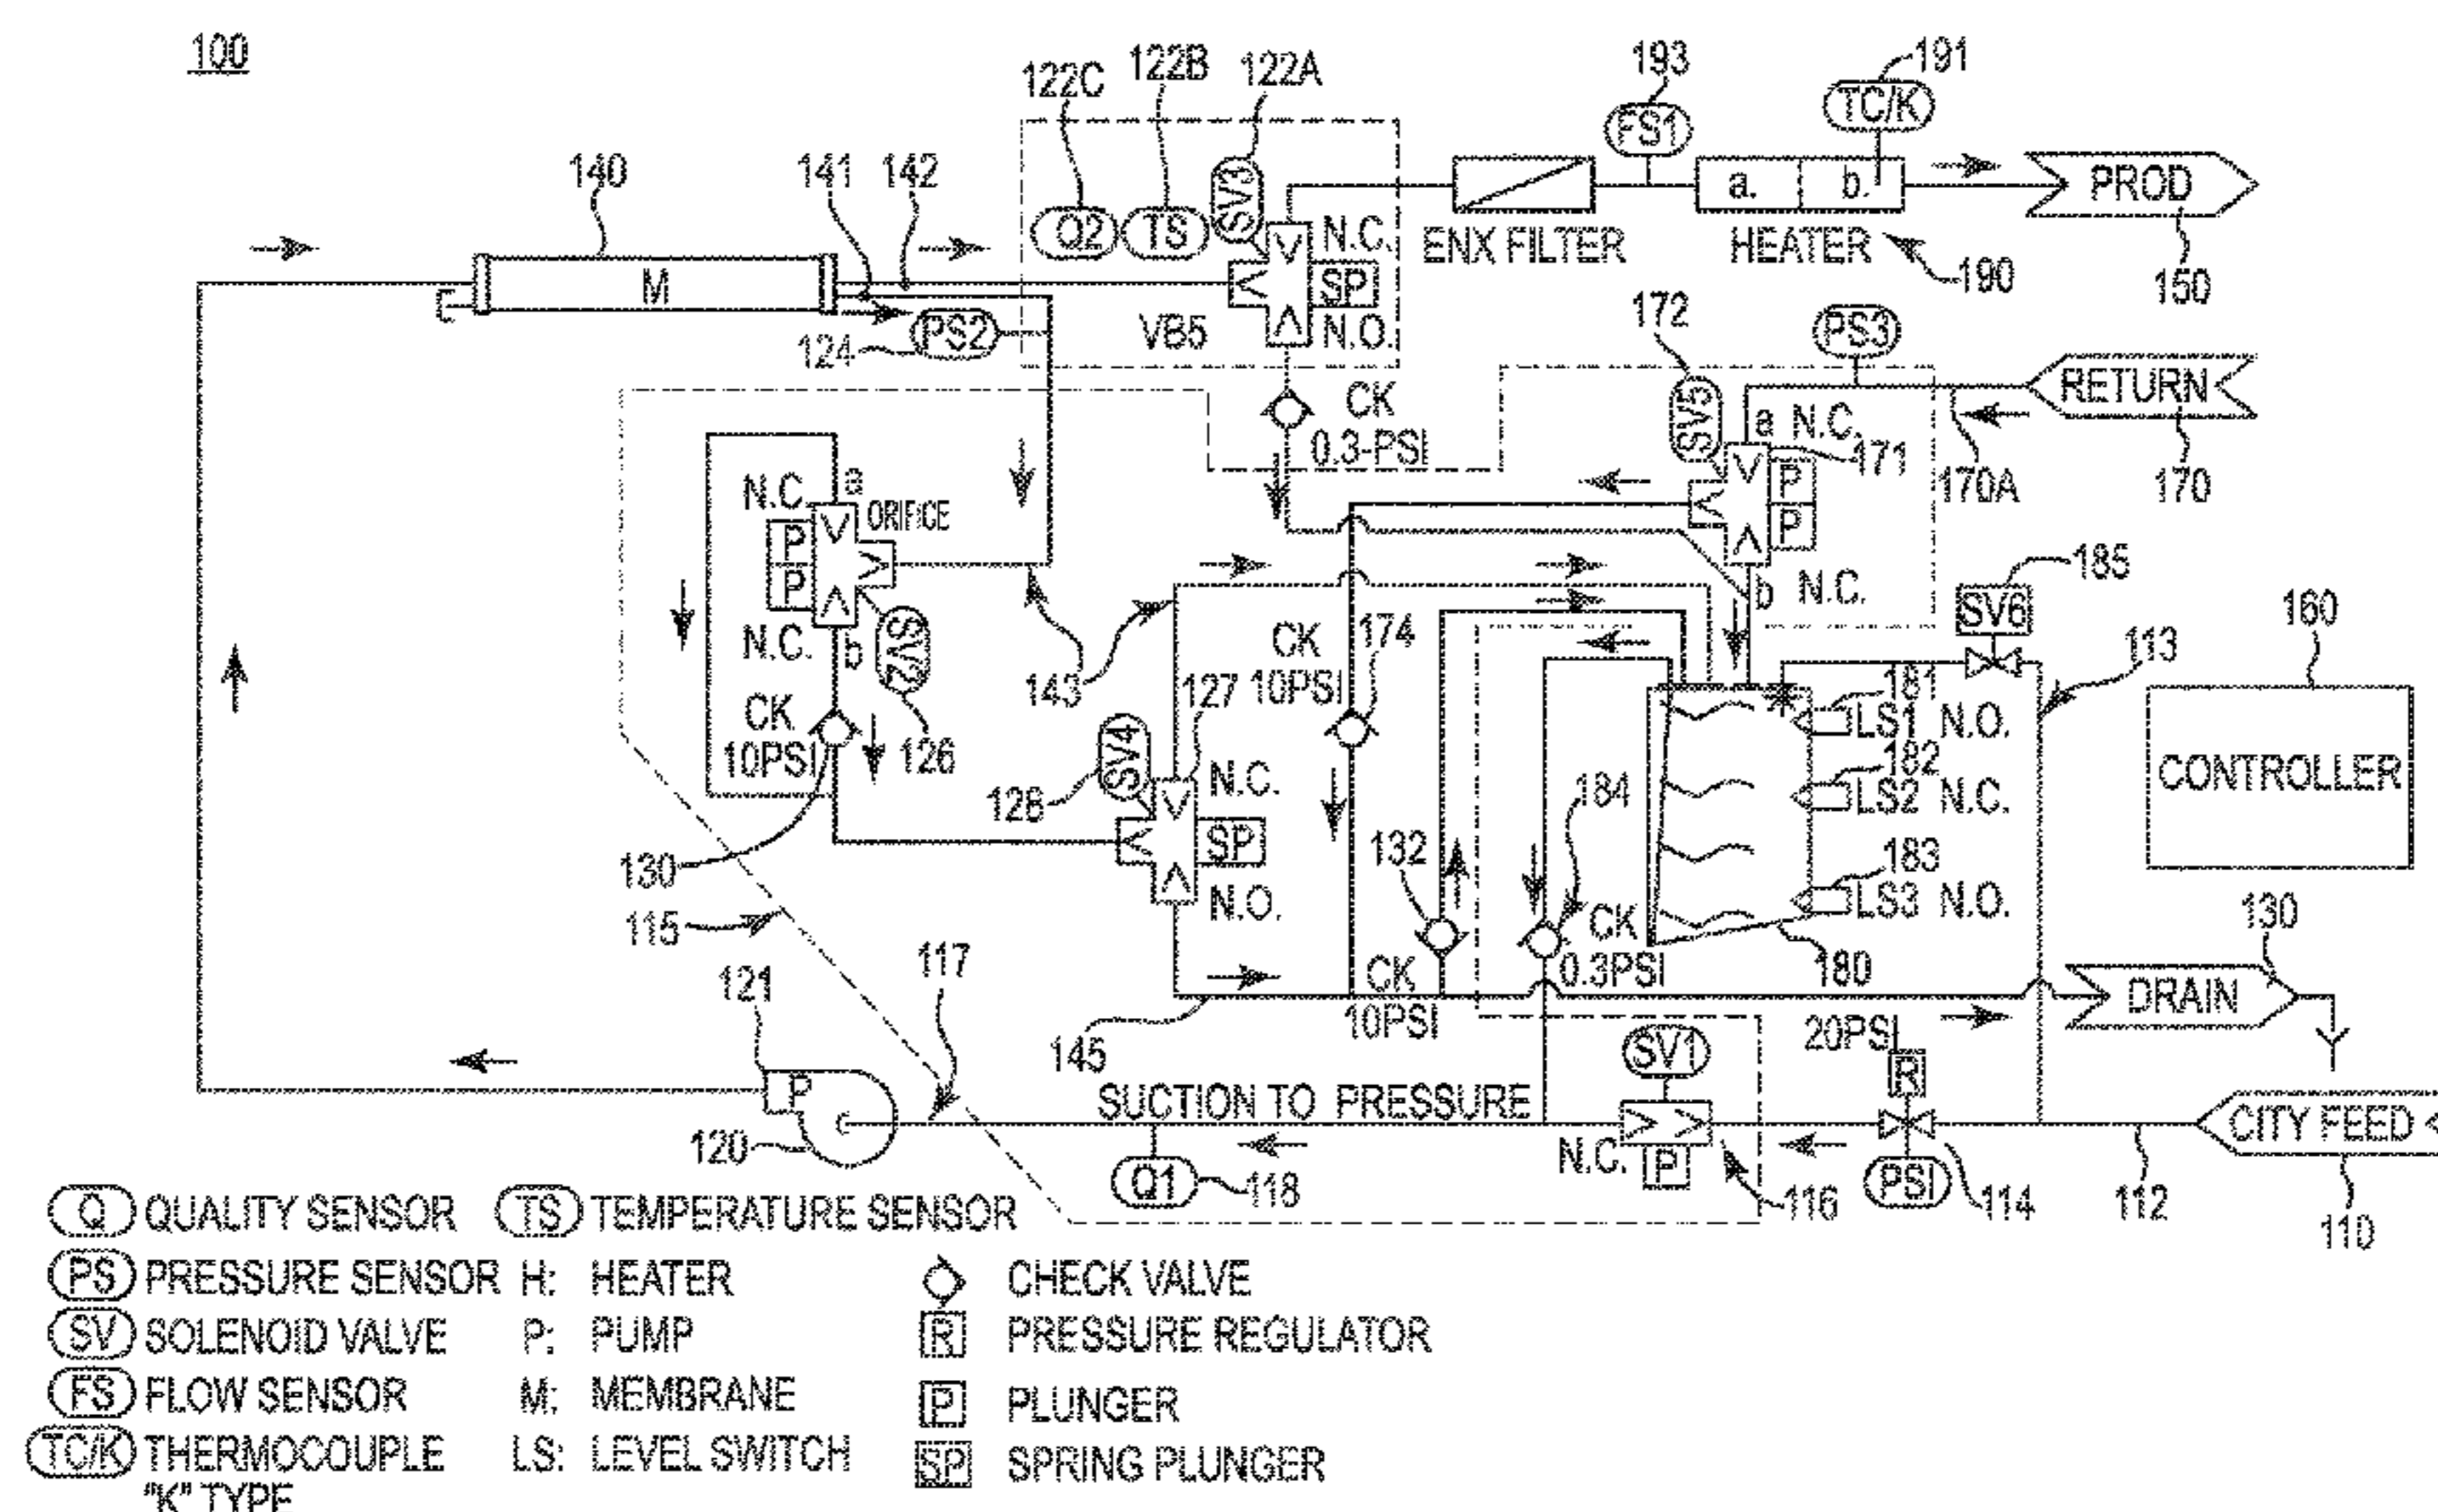 100
122C
122B
122A
193
191
TC/K
FS1
140
141
142
SV3
a.
b.
PROD
Q2
TS
N.C.
ENX FILTER
HEATER
190
150
M
SP
172
PS3
PS2
VB5
N.O.
124
RETURN
CK
0.3-PSI
SV5
a
N.C.
171
P
P
170A
170
N.C.
a
ORIFICE
P
P
N.C.
b
SV2
b
N.C.
185
SV6
160
143
127
CK
10PSI
174
113
CK
10PSI
126
181
LS1 N.O.
182
LS2 N.C.
183
LS3 N.O.
CONTROLLER
SV4
128
N.C.
SP
N.O.
184
132
130
115
CK
0.3PSI
180
130
117
121
CK
10PSI
DRAIN
145
20PSI
SV1
R
P
120
SUCTION TO PRESSURE
CITY FEED
N.C.
P
Q1
118
116
PSI
114
112
110
Q QUALITY SENSOR TS TEMPERATURE SENSOR
PS PRESSURE SENSOR H: HEATER CHECK VALVE
SV SOLENOID VALVE P: PUMP R PRESSURE REGULATOR
FS FLOW SENSOR M: MEMBRANE P PLUNGER
TC/K THERMOCOUPLE LS: LEVEL SWITCH SP SPRING PLUNGER
"K" TYPE